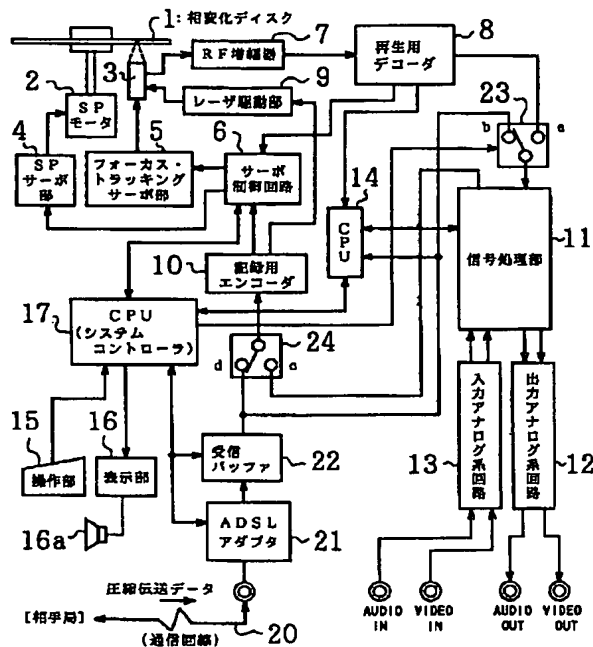 1:相変化ディスク
7
RF増幅器
8
再生用
デコーダ
2
SP
モータ
3
9
レーザ駆動部
23
b
a
4
SP
サーボ部
5
フォーカス・
トラッキング
サーボ部
6
サーボ
制御回路
14
CPU
11
信号処理部
10
記録用
エンコーダ
17
CPU
(システム
コントローラ)
24
d
c
15
操作部
16
表示部
16a
受信
バッファ
22
入力アナログ系回路
13
出力アナログ系回路
12
ADSL
アダプタ
21
圧縮伝送データ
[相手局]
(通信回線)
20
AUDIO
IN
VIDEO
IN
AUDIO
OUT
VIDEO
OUT